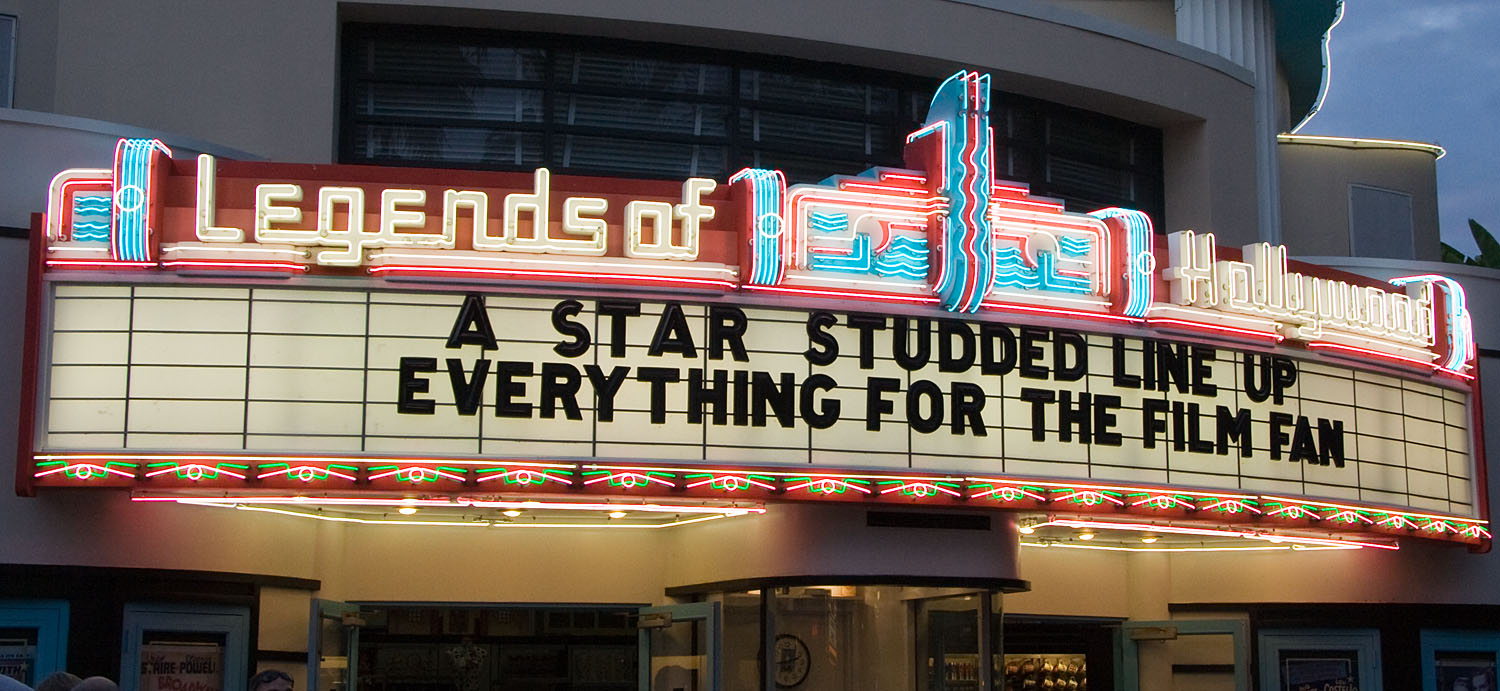 Legends of Hollywood
A STAR STUDDED LINE UP
EVERYTHING FOR THE FILM FAN